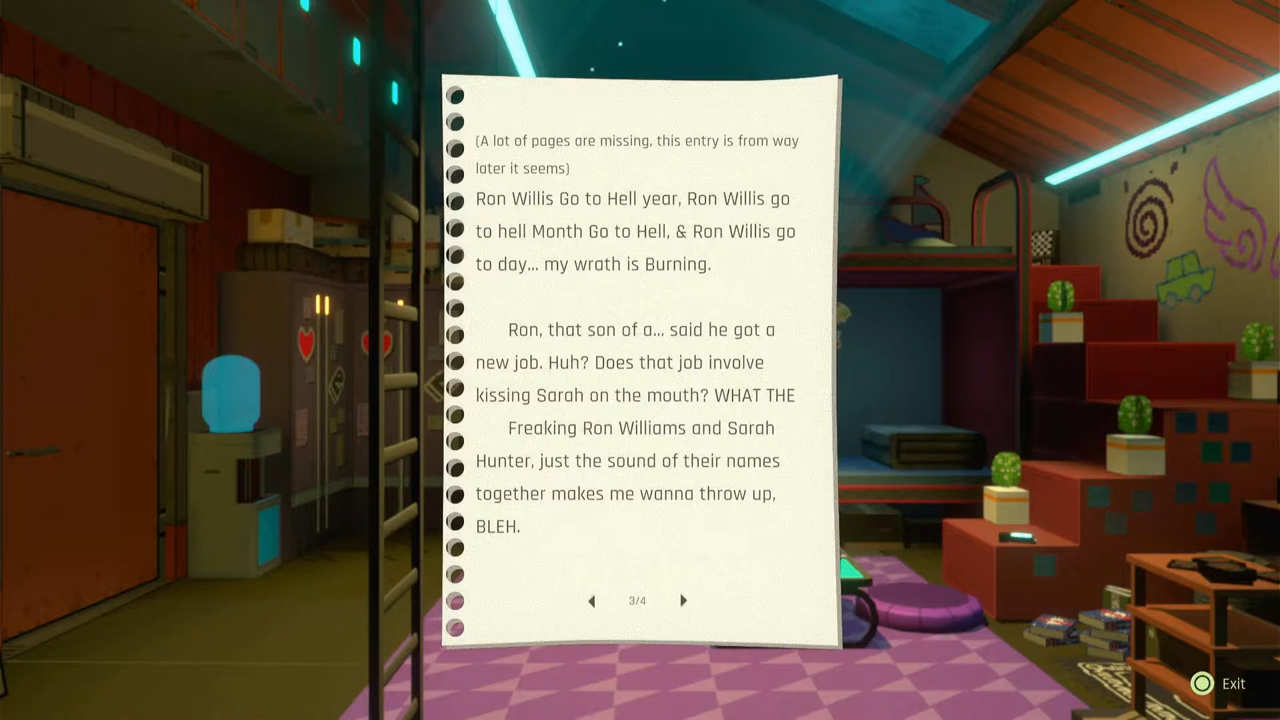 (A lot of pages are missing, this entry is from way
later it seems)
Ron Willis Go to Hell year, Ron Willis go
to hell Month Go to Hell, & Ron Willis go
to day... my wrath is Burning.
Ron, that son of a... said he got a
new job. Huh? Does that job involve
kissing Sarah on the mouth? WHAT THE
Freaking Ron Williams and Sarah
Hunter, just the sound of their names
together makes me wanna throw up,
BLEH.
3/4
Exit